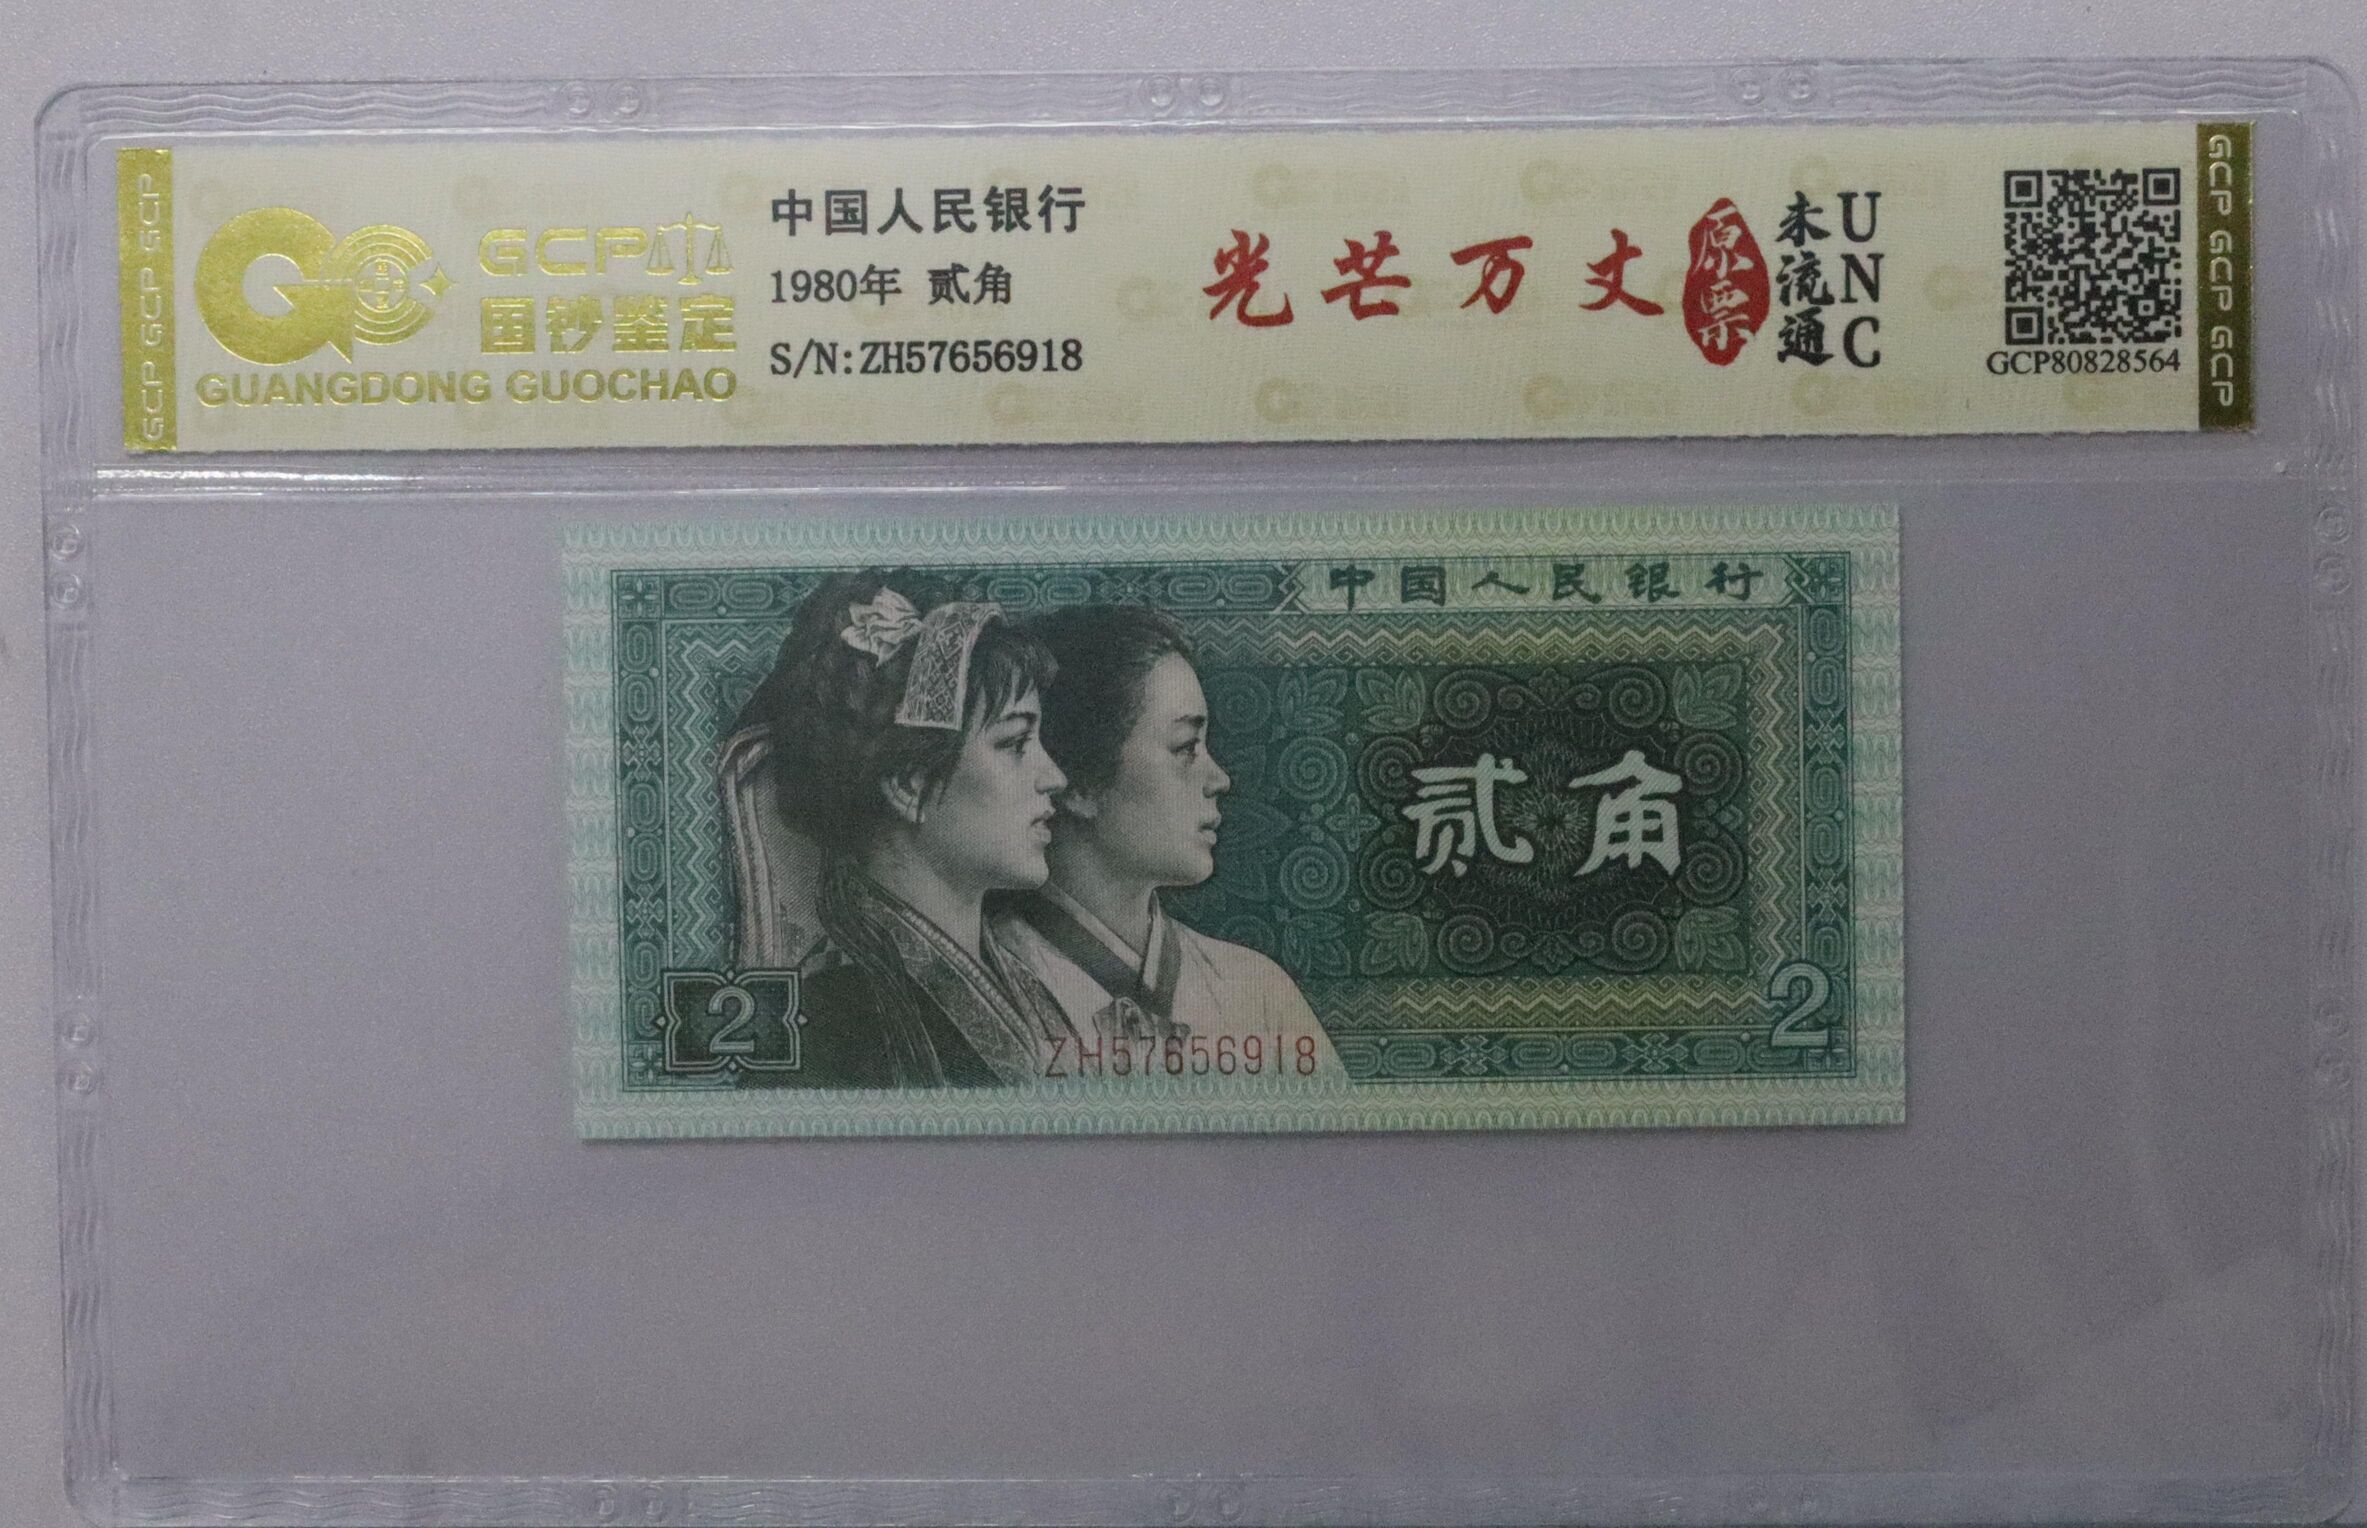 GCP GCP GCP
GCP
国钞鉴定
GUANGDONG GUOCHAO
中国人民银行
1980年 贰角
S/N:ZH57656918
光芒万丈
原票
未流通
UNC
GCP80828564
GCP GCP GCP
中国人民银行
贰角
2
2
ZH57656918